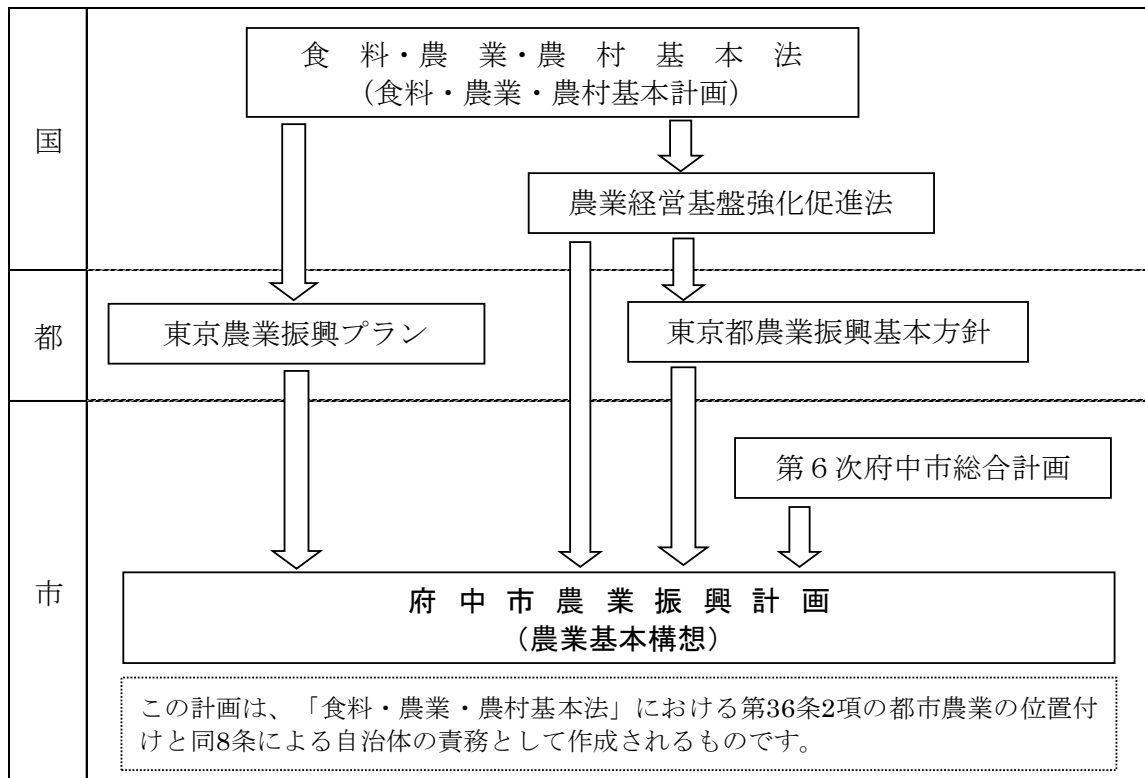 食料・農業・農村基本法
（食料・農業・農村基本計画）
国
農業経営基盤強化促進法
都
東京農業振興プラン
東京都農業振興基本方針
第６次府中市総合計画
市
府中市農業振興計画
（農業基本構想）
この計画は、「食料・農業・農村基本法」における第36条2項の都市農業の位置付
けと同8条による自治体の責務として作成されるものです。